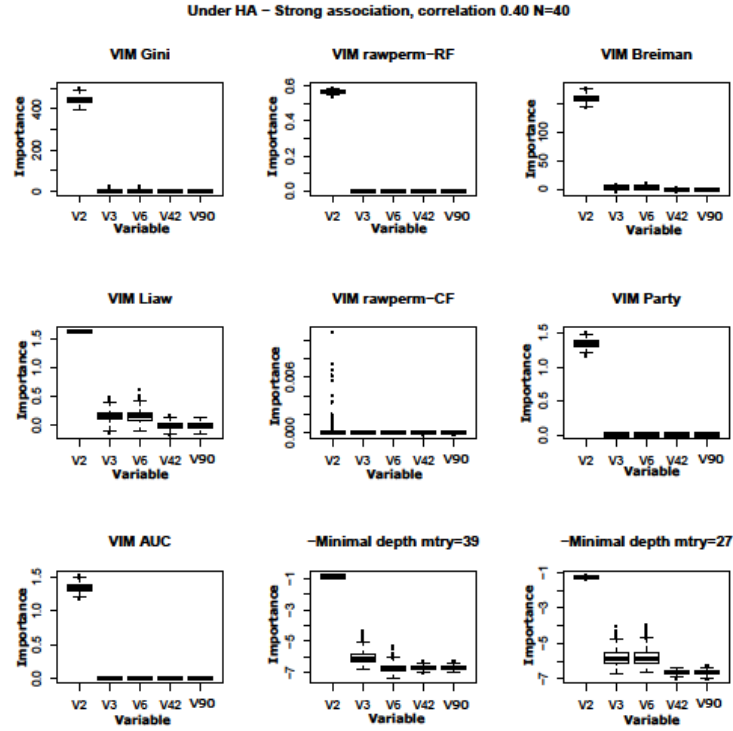 Under HA − Strong association, correlation 0.40 N=40
VIM Gini
Importance
0 200 400
V2 V3 V6 V42 V90
Variable
VIM rawperm−RF
Importance
0.0 0.2 0.4 0.6
V2 V3 V6 V42 V90
Variable
VIM Breiman
Importance
0 50 100
V2 V3 V6 V42 V90
Variable
VIM Liaw
Importance
0.0 0.5 1.0 1.5
V2 V3 V6 V42 V90
Variable
VIM rawperm−CF
Importance
0.000 0.006
V2 V3 V6 V42 V90
Variable
VIM Party
Importance
0.0 0.5 1.0 1.5
V2 V3 V6 V42 V90
Variable
VIM AUC
Importance
0.0 0.5 1.0 1.5
V2 V3 V6 V42 V90
Variable
−Minimal depth mtry=39
Importance
−7 −5 −3 −1
V2 V3 V6 V42 V90
Variable
−Minimal depth mtry=27
Importance
−7 −5 −3 −1
V2 V3 V6 V42 V90
Variable